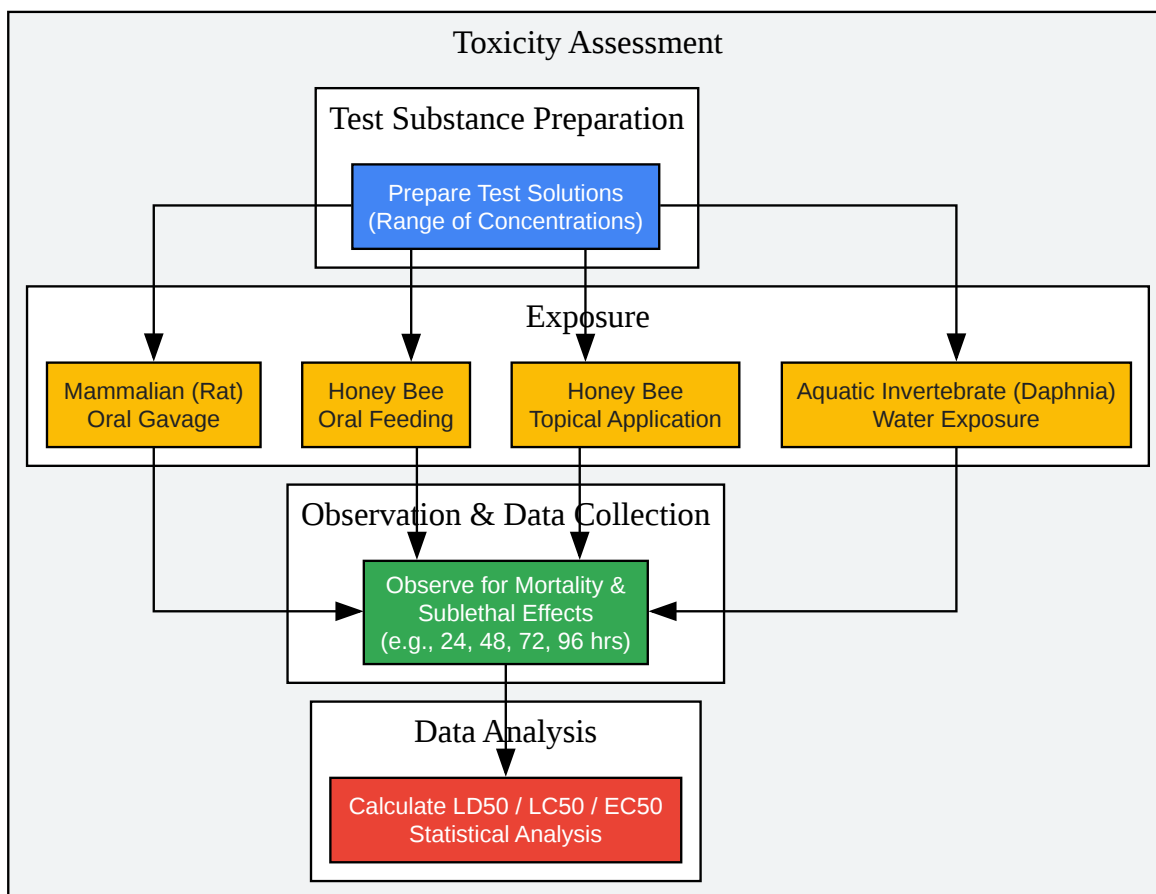 Toxicity Assessment
Test Substance Preparation
Prepare Test Solutions
(Range of Concentrations)
Exposure
Mammalian (Rat)
Oral Gavage
Honey Bee
Oral Feeding
Honey Bee
Topical Application
Aquatic Invertebrate (Daphnia)
Water Exposure
Observation & Data Collection
Observe for Mortality &
Sublethal Effects
(e.g., 24, 48, 72, 96 hrs)
Data Analysis
Calculate LD50 / LC50 / EC50
Statistical Analysis